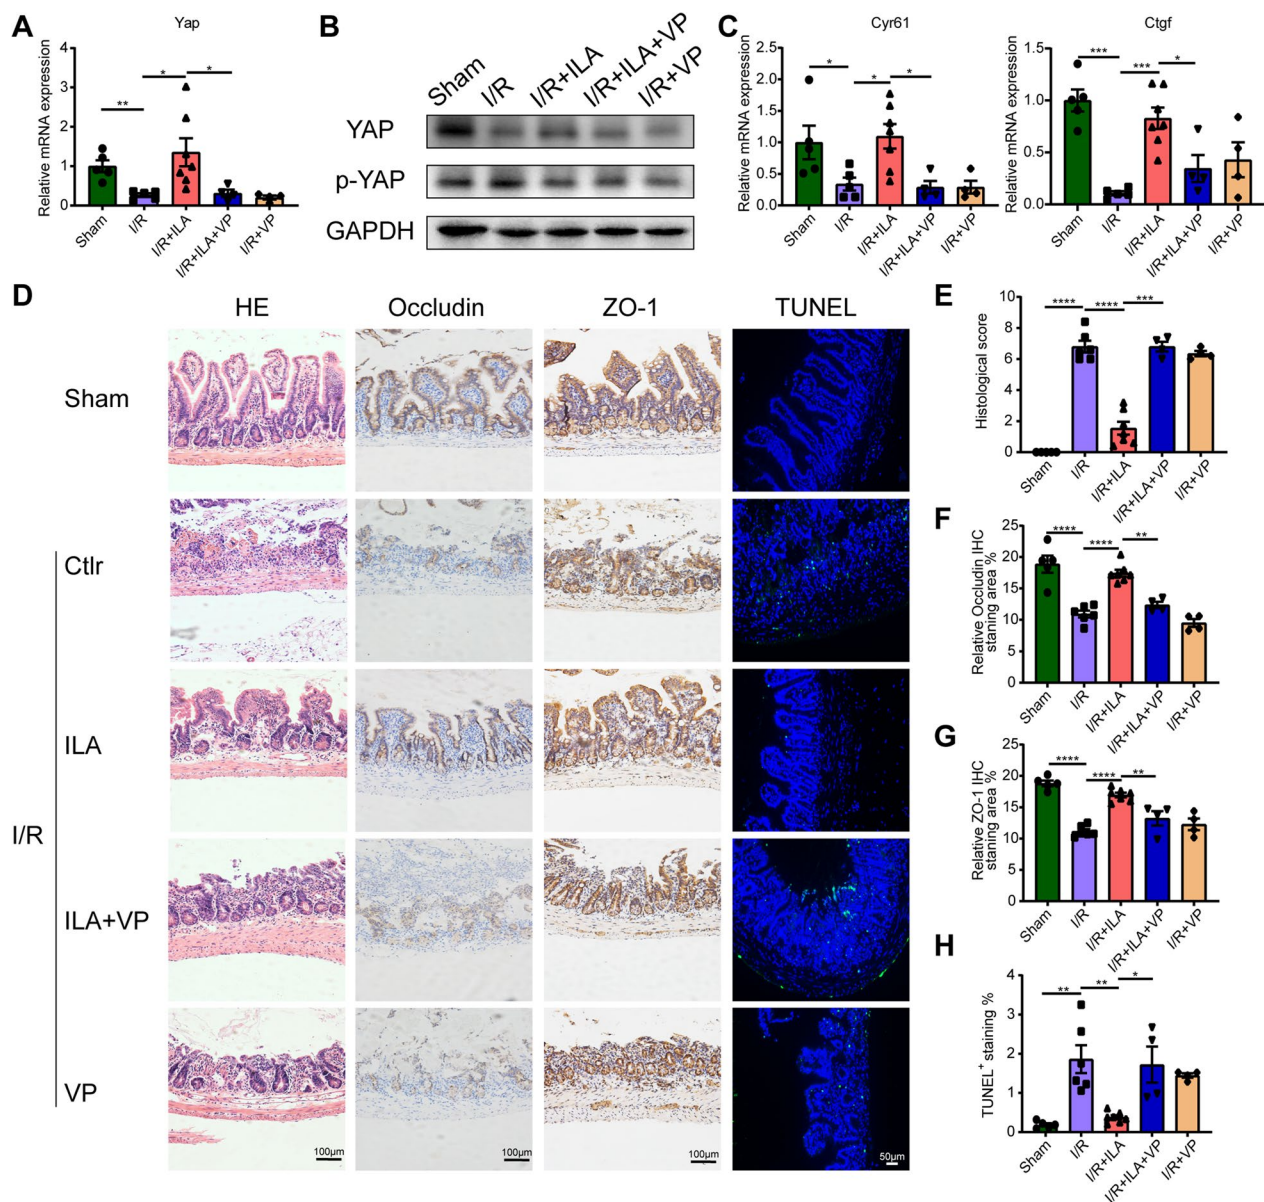 A
Yap
Relative mRNA expression
4
3
2
1
0
**
*
*
Sham
I/R
I/R+ILA
I/R+ILA+VP
I/R+VP
B
Sham
I/R
I/R+ILA
I/R+ILA+VP
I/R+VP
YAP
p-YAP
GAPDH
C
Cyr61
Relative mRNA expression
2.5
2.0
1.5
1.0
0.5
0.0
*
*
*
Sham
I/R
I/R+ILA
I/R+ILA+VP
I/R+VP
Ctgf
Relative mRNA expression
1.5
1.0
0.5
0.0
***
***
*
Sham
I/R
I/R+ILA
I/R+ILA+VP
I/R+VP
D
HE
Occludin
ZO-1
TUNEL
Sham
Ctlr
ILA
I/R
ILA+VP
VP
100μm
100μm
100μm
50μm
E
Histological score
10
8
6
4
2
0
****
****
***
Sham
I/R
I/R+ILA
I/R+ILA+VP
I/R+VP
F
Relative Occludin IHC
staning area %
25
20
15
10
5
0
****
****
**
Sham
I/R
I/R+ILA
I/R+ILA+VP
I/R+VP
G
Relative ZO-1 IHC
staning area %
25
20
15
10
5
0
****
****
**
Sham
I/R
I/R+ILA
I/R+ILA+VP
I/R+VP
H
TUNEL+ staining %
4
3
2
1
0
**
**
*
Sham
I/R
I/R+ILA
I/R+ILA+VP
I/R+VP